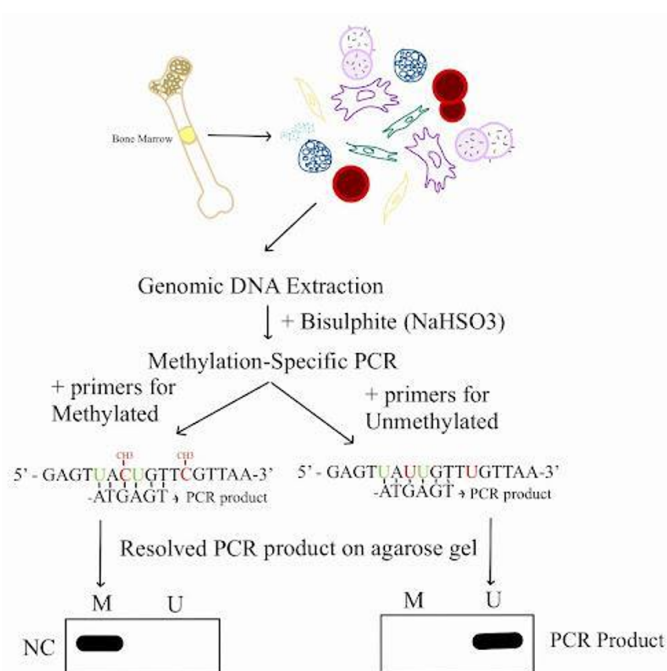 Bone Marrow
Genomic DNA Extraction
+ Bisulphite (NaHSO3)
Methylation-Specific PCR
+ primers for
Methylated
+ primers for
Unmethylated
CH3 CH3
5' - GAGTUACUGTTCGTTAA-3'
-ATGAGT PCR product
5' - GAGTUAUUGTTUGTTAA-3'
-ATGAGT PCR product
Resolved PCR product on agarose gel
M U
M U
NC
PCR Product